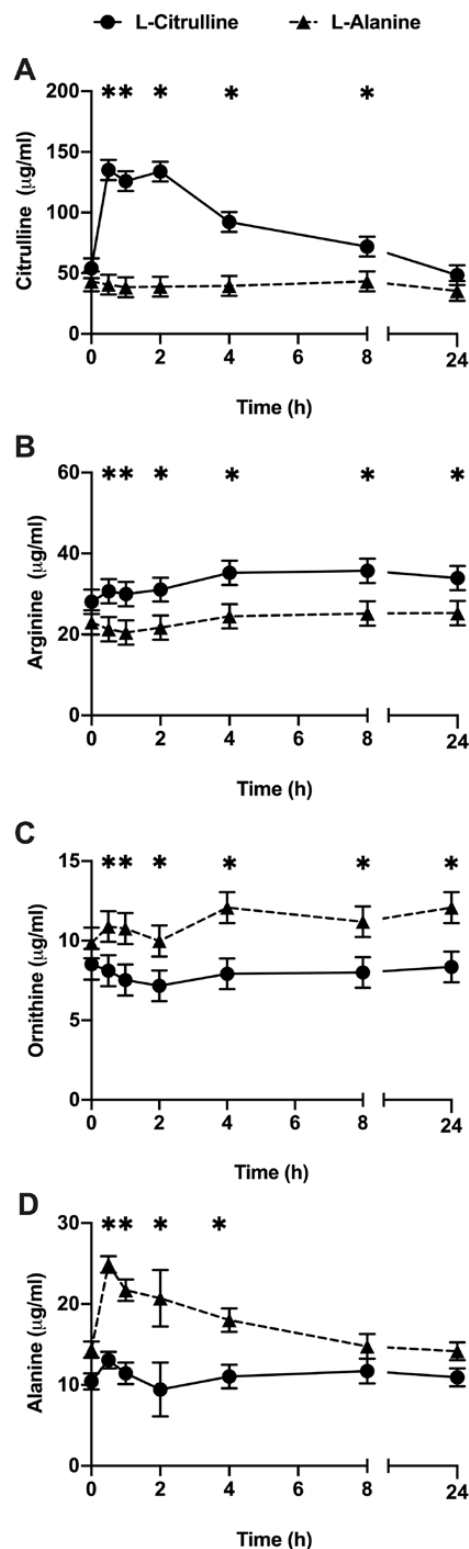 L-Citrulline L-Alanine
A
* * * * *
200
150
100
50
0
Citrulline (µg/ml)
0 2 4 6 8 24
Time (h)
B
* * * * * *
60
40
20
0
Arginine (µg/ml)
0 2 4 6 8 24
Time (h)
C
* * * * * *
15
10
5
0
Ornithine (µg/ml)
0 2 4 6 8 24
Time (h)
D
* * * *
30
20
10
0
Alanine (µg/ml)
0 2 4 6 8 24
Time (h)